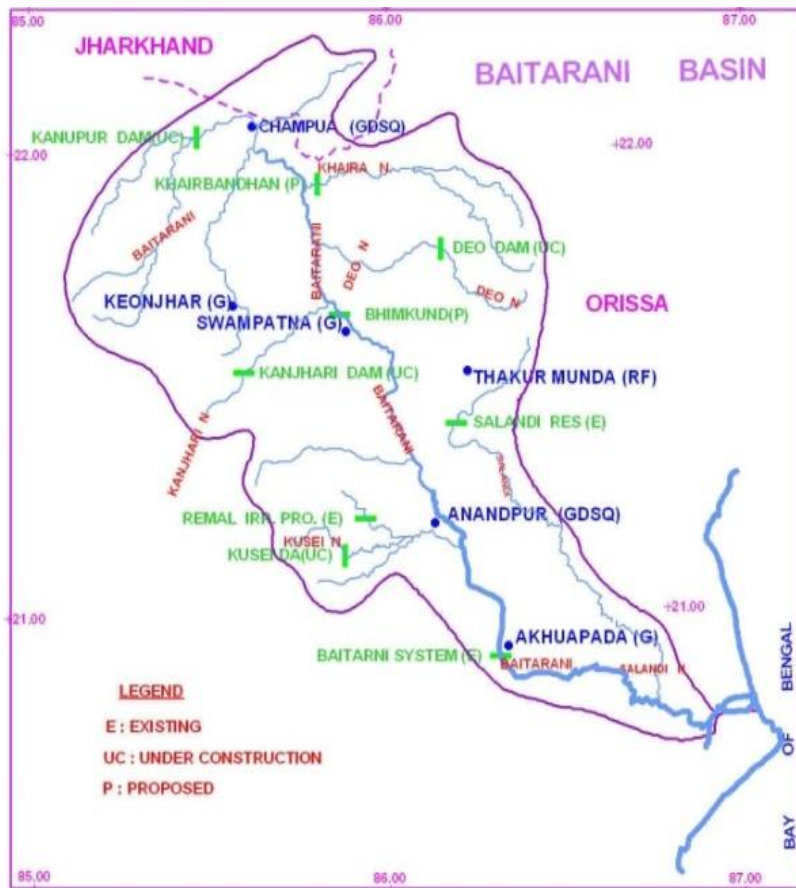 85.00
86.00
87.00
JHARKHAND
BAITARANI BASIN
CHAMPUA (GDSQ)
KANUPUR DAM(UC)
+22.00
+22.00
KHAIRA N.
KHAIRBANDHAN (P)
BAITARANI
BAITARANI
DEO N
DEO DAM (UC)
DEO N
KEONJHAR (G)
ORISSA
BHIMKUND(P)
SWAMPATNA (G)
KANJHARI DAM (UC)
THAKUR MUNDA (RF)
BAITARANI
SALANDI RES (E)
KANJHARI N
SALANDI
ANANDPUR (GDSQ)
REMAL IRR. PRO. (E)
KUSEI N
KUSEI DA(UC)
+21.00
+21.00
AKHUAPADA (G)
BAITARNI SYSTEM (E)
BAITARANI
SALANDI N.
BAY OF BENGAL
LEGEND
E : EXISTING
UC : UNDER CONSTRUCTION
P : PROPOSED
85.00
86.00
87.00